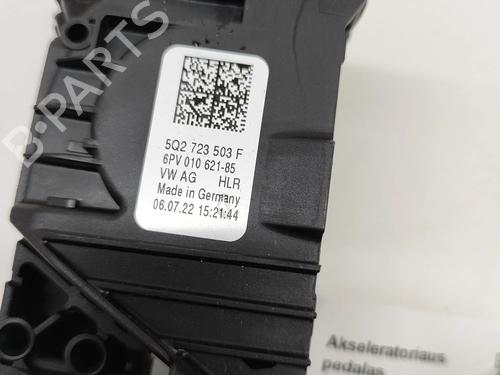 B-PARTS
5Q2 723 503 F
6PV 010 621-85
VW AG HLR
Made in Germany
06.07.22 15:21:44
Akseleratoriaus
pedalas